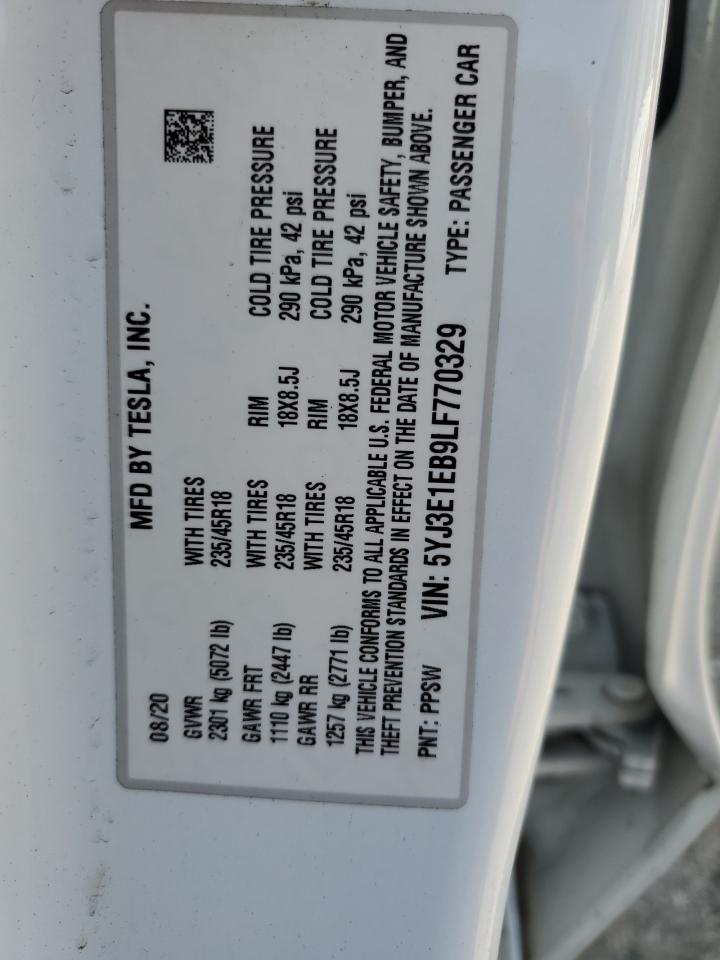 MFD BY TESLA, INC.
08/20
GVWR WITH TIRES RIM COLD TIRE PRESSURE
2301 kg (5072 lb) 235/45R18
GAWR FRT WITH TIRES RIM COLD TIRE PRESSURE
1110 kg (2447 lb) 235/45R18 18X8.5J 290 kPa, 42 psi
GAWR RR WITH TIRES RIM COLD TIRE PRESSURE
1257 kg (2771 lb) 235/45R18 18X8.5J 290 kPa, 42 psi
THIS VEHICLE CONFORMS TO ALL APPLICABLE U.S. FEDERAL MOTOR VEHICLE SAFETY, BUMPER, AND
THEFT PREVENTION STANDARDS IN EFFECT ON THE DATE OF MANUFACTURE SHOWN ABOVE.
PNT: PPSW VIN: 5YJ3E1EB9LF770329 TYPE: PASSENGER CAR